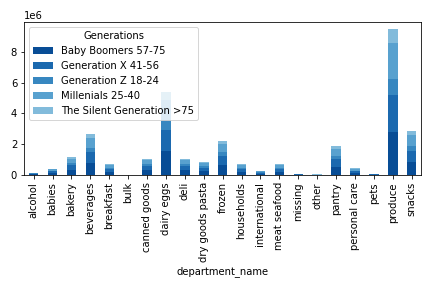 1e6
Generations
Baby Boomers 57-75
Generation X 41-56
Generation Z 18-24
Millenials 25-40
The Silent Generation >75
8
6
4
2
0
alcohol
babies
bakery
beverages
breakfast
bulk
canned goods
dairy eggs
deli
dry goods pasta
frozen
households
international
meat seafood
missing
other
pantry
personal care
pets
produce
snacks
department_name